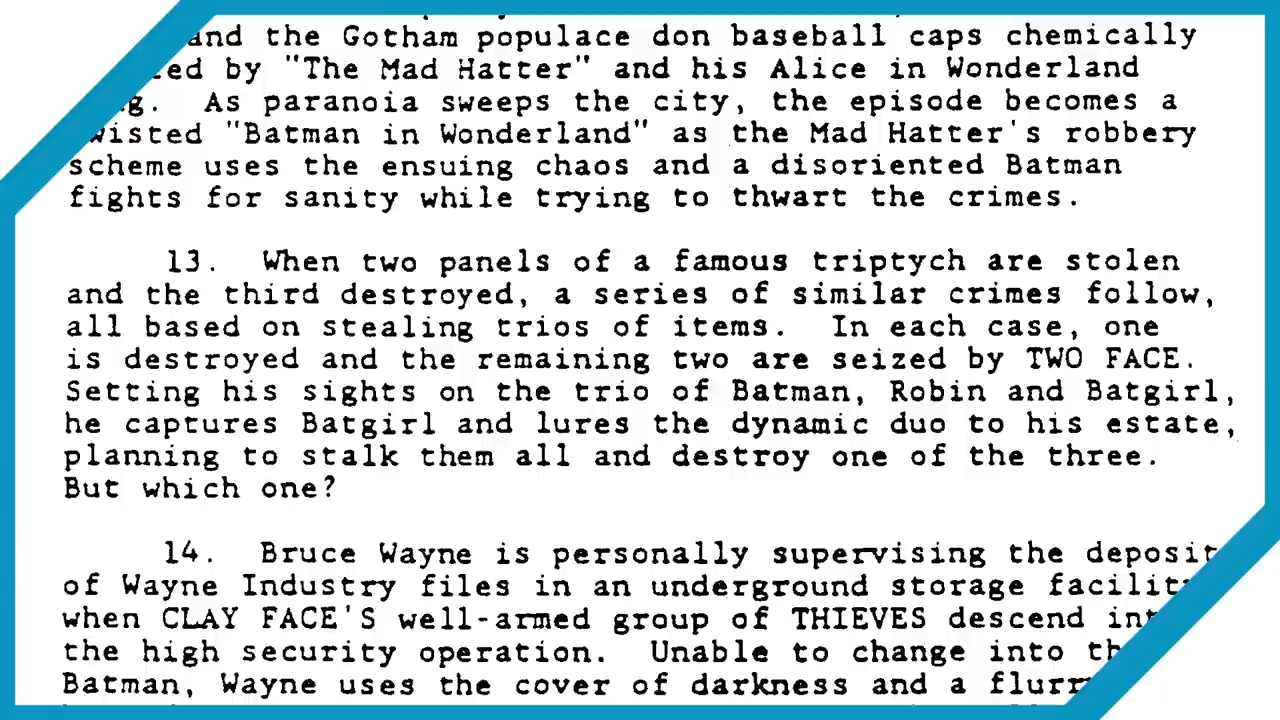 and the Gotham populace don baseball caps chemically
by "The Mad Hatter" and his Alice in Wonderland
As paranoia sweeps the city, the episode becomes a
twisted "Batman in Wonderland" as the Mad Hatter's robbery
scheme uses the ensuing chaos and a disoriented Batman
fights for sanity while trying to thwart the crimes.
13. When two panels of a famous triptych are stolen
and the third destroyed, a series of similar crimes follow,
all based on stealing trios of items. In each case, one
is destroyed and the remaining two are seized by TWO FACE.
Setting his sights on the trio of Batman, Robin and Batgirl,
he captures Batgirl and lures the dynamic duo to his estate,
planning to stalk them all and destroy one of the three.
But which one?
14. Bruce Wayne is personally supervising the deposit
of Wayne Industry files in an underground storage facility
when CLAY FACE'S well-armed group of THIEVES descend
the high security operation. Unable to change into
Batman, Wayne uses the cover of darkness and a